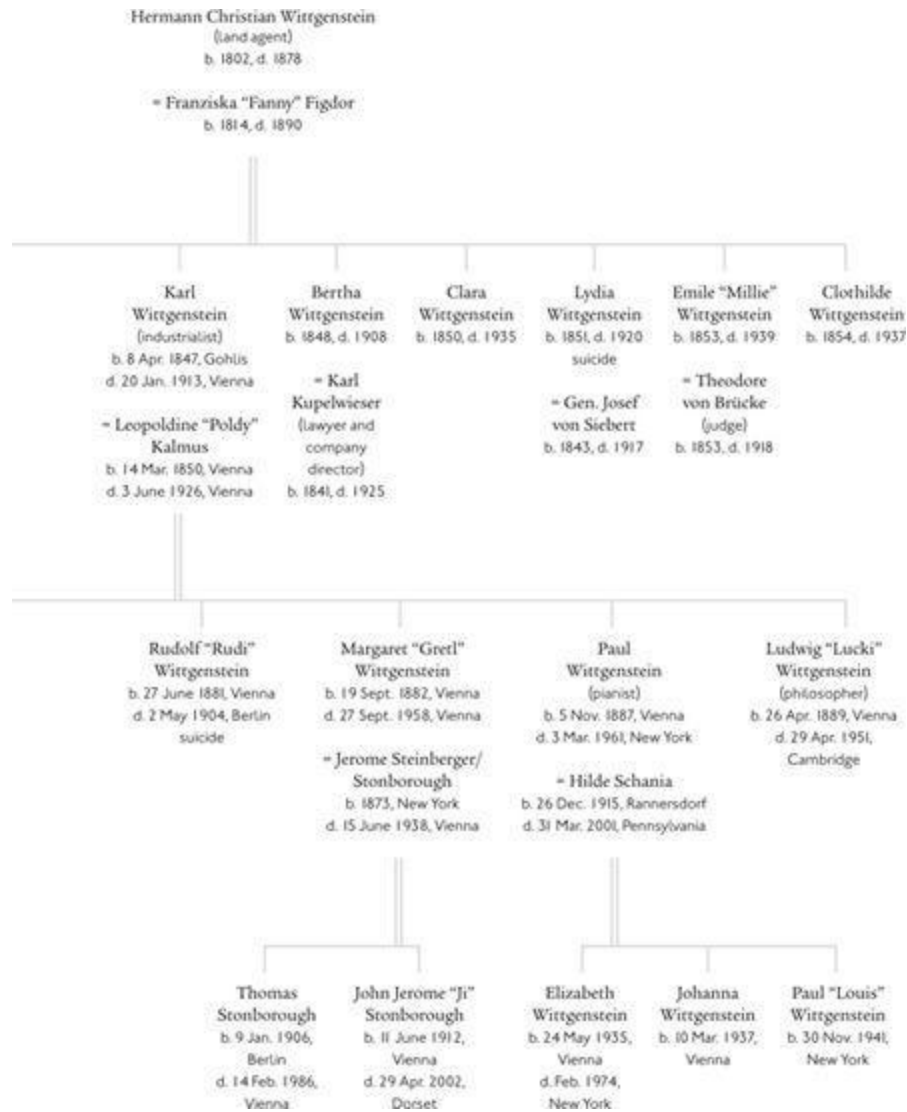 Hermann Christian Wittgenstein
(land agent)
b. 1802, d. 1878
= Franziska “Fanny” Figdor
b. 1814, d. 1890
Karl
Wittgenstein
(industrialist)
b. 8 Apr. 1847, Gohlis
d. 20 Jan. 1913, Vienna
= Leopoldine “Poldy”
Kalmus
b. 14 Mar. 1850, Vienna
d. 3 June 1926, Vienna
Bertha
Wittgenstein
b. 1848, d. 1908
= Karl
Kupelwieser
(lawyer and
company
director)
b. 1841, d. 1925
Clara
Wittgenstein
b. 1850, d. 1935
Lydia
Wittgenstein
b. 1851, d. 1920
suicide
= Gen. Josef
von Siebert
b. 1843, d. 1917
Emile “Millie”
Wittgenstein
b. 1853, d. 1939
= Theodore
von Brücke
(judge)
b. 1853, d. 1918
Clothilde
Wittgenstein
b. 1854, d. 1937
Rudolf “Rudi”
Wittgenstein
b. 27 June 1881, Vienna
d. 2 May 1904, Berlin
suicide
Margaret “Gretl”
Wittgenstein
b. 19 Sept. 1882, Vienna
d. 27 Sept. 1958, Vienna
= Jerome Steinberger/
Stonborough
b. 1873, New York
d. 15 June 1938, Vienna
Paul
Wittgenstein
(pianist)
b. 5 Nov. 1887, Vienna
d. 3 Mar. 1961, New York
= Hilde Schania
b. 26 Dec. 1915, Rannersdorf
d. 31 Mar. 2001, Pennsylvania
Ludwig “Lucki”
Wittgenstein
(philosopher)
b. 26 Apr. 1889, Vienna
d. 29 Apr. 1951,
Cambridge
Thomas
Stonborough
b. 9 Jan. 1906,
Berlin
d. 14 Feb. 1986,
Vienna
John Jerome “Ji”
Stonborough
b. 11 June 1912,
Vienna
d. 29 Apr. 2002,
Dorset
Elizabeth
Wittgenstein
b. 24 May 1935,
Vienna
d. Feb. 1974,
New York
Johanna
Wittgenstein
b. 10 Mar. 1937,
Vienna
Paul “Louis”
Wittgenstein
b. 30 Nov. 1941,
New York